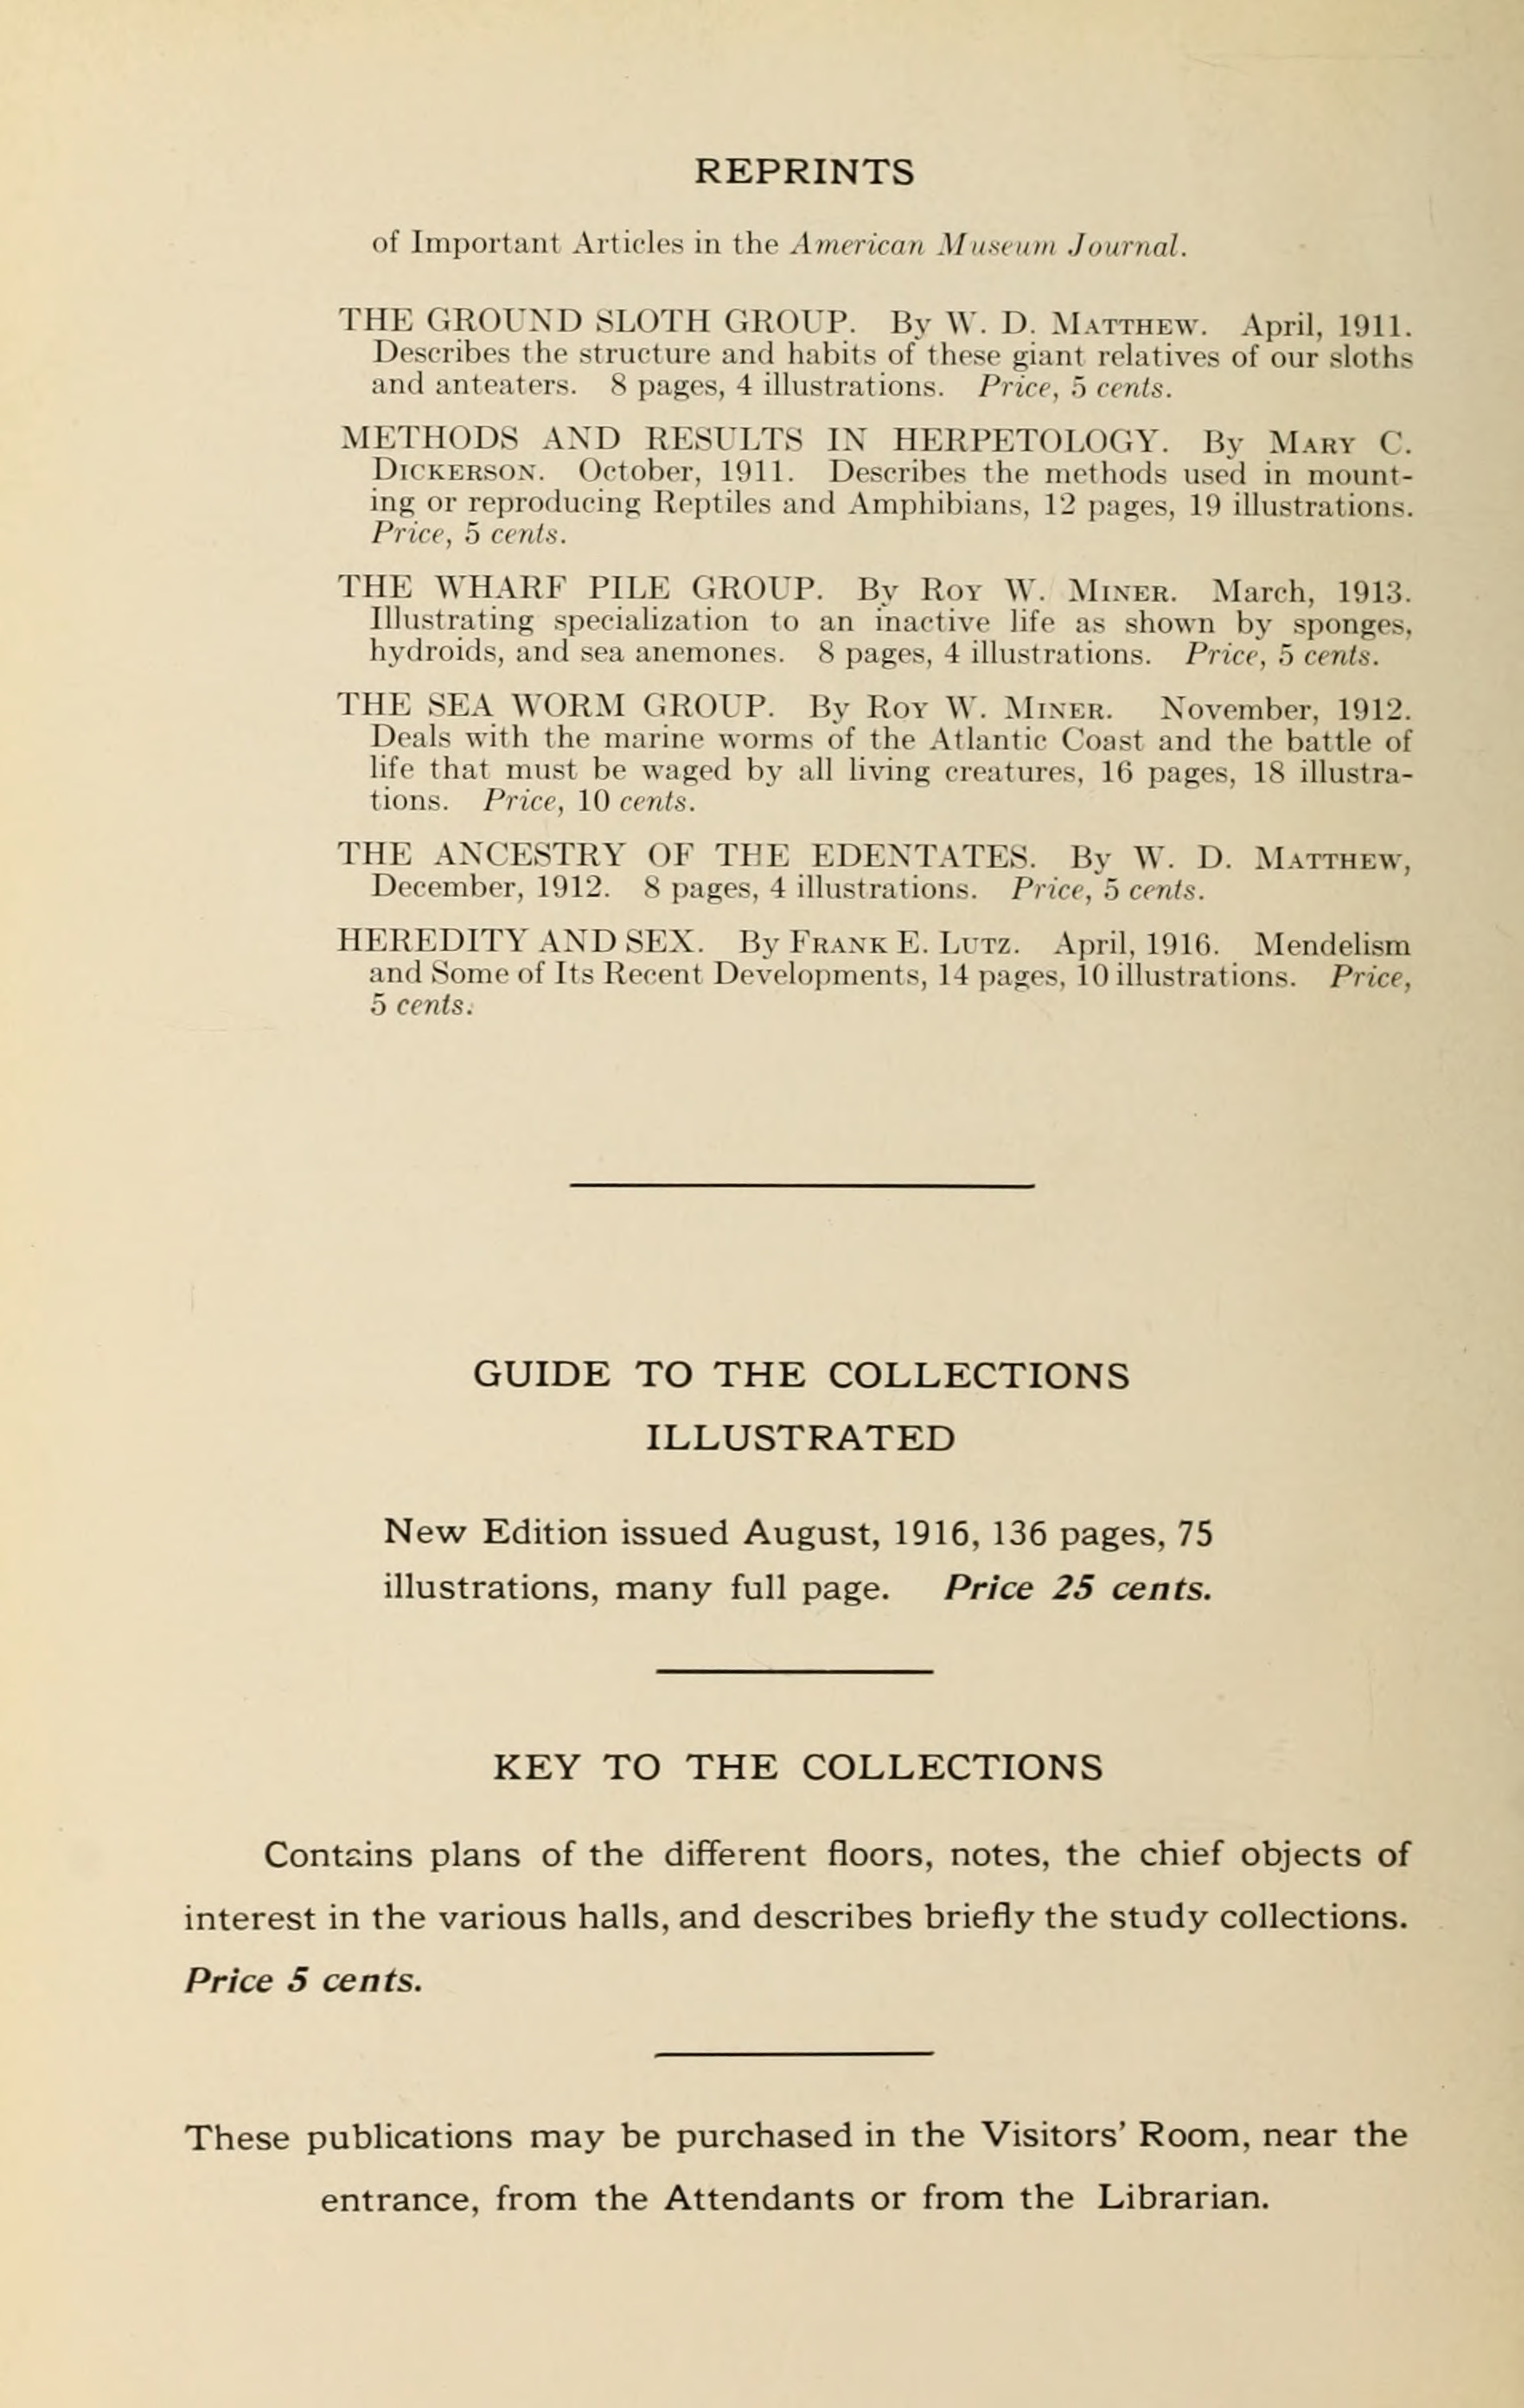 REPRINTS
of Important Articles in the American Museum Journal.
THE GROUND SLOTH GROUP. By W. D. MATTHEW. April, 1911.
Describes the structure and habits of these giant relatives of our sloths
and anteaters. 8 pages, 4 illustrations. Price, 5 cents.
METHODS AND RESULTS IN HERPETOLOGY. By MARY C.
DICKERSON. October, 1911. Describes the methods used in mount-
ing or reproducing Reptiles and Amphibians, 12 pages, 19 illustrations.
Price, 5 cents.
THE WHARF PILE GROUP. By ROY W. MINER. March, 1913.
Illustrating specialization to an inactive life as shown by sponges,
hydroids, and sea anemones. 8 pages, 4 illustrations. Price, 5 cents.
THE SEA WORM GROUP. By ROY W. MINER. November, 1912.
Deals with the marine worms of the Atlantic Coast and the battle of
life that must be waged by all living creatures, 16 pages, 18 illustra-
tions. Price, 10 cents.
THE ANCESTRY OF THE EDENTATES. By W. D. MATTHEW,
December, 1912. 8 pages, 4 illustrations. Price, 5 cents.
HEREDITY AND SEX. By FRANK E. LUTZ. April, 1916. Mendelism
and Some of Its Recent Developments, 14 pages, 10 illustrations. Price,
5 cents.
GUIDE TO THE COLLECTIONS
ILLUSTRATED
New Edition issued August, 1916, 136 pages, 75
illustrations, many full page. Price 25 cents.
KEY TO THE COLLECTIONS
Contains plans of the different floors, notes, the chief objects of
interest in the various halls, and describes briefly the study collections.
Price 5 cents.
These publications may be purchased in the Visitors' Room, near the
entrance, from the Attendants or from the Librarian.